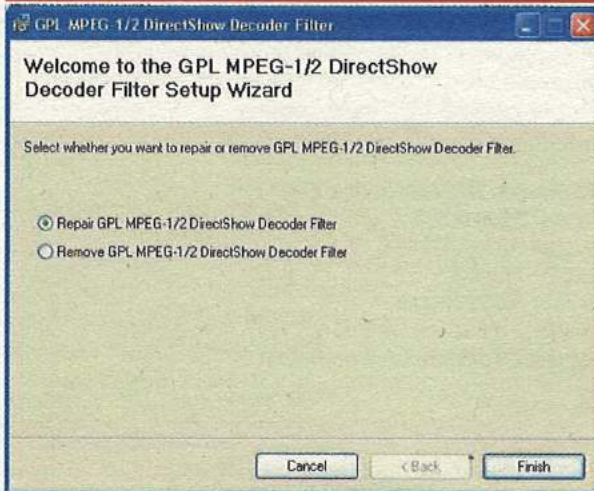 GPL MPEG-1/2 DirectShow Decoder Filter
Welcome to the GPL MPEG-1/2 DirectShow
Decoder Filter Setup Wizard
Select whether you want to repair or remove GPL MPEG-1/2 DirectShow Decoder Filter.
Repair GPL MPEG-1/2 DirectShow Decoder Filter
Remove GPL MPEG-1/2 DirectShow Decoder Filter
Cancel
< Back
Finish